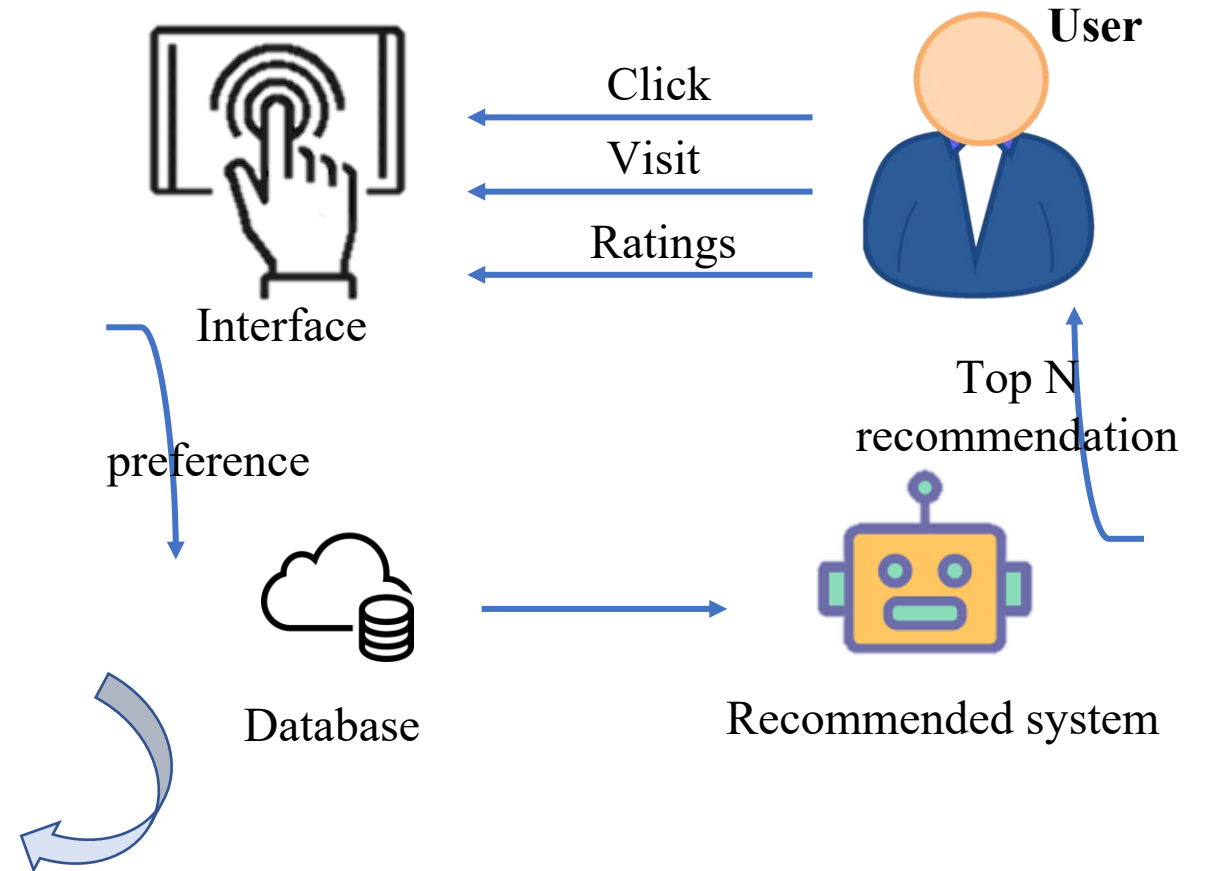 User
Click
Visit
Ratings
Interface
Top N
recommendation
preference
Database
Recommended system